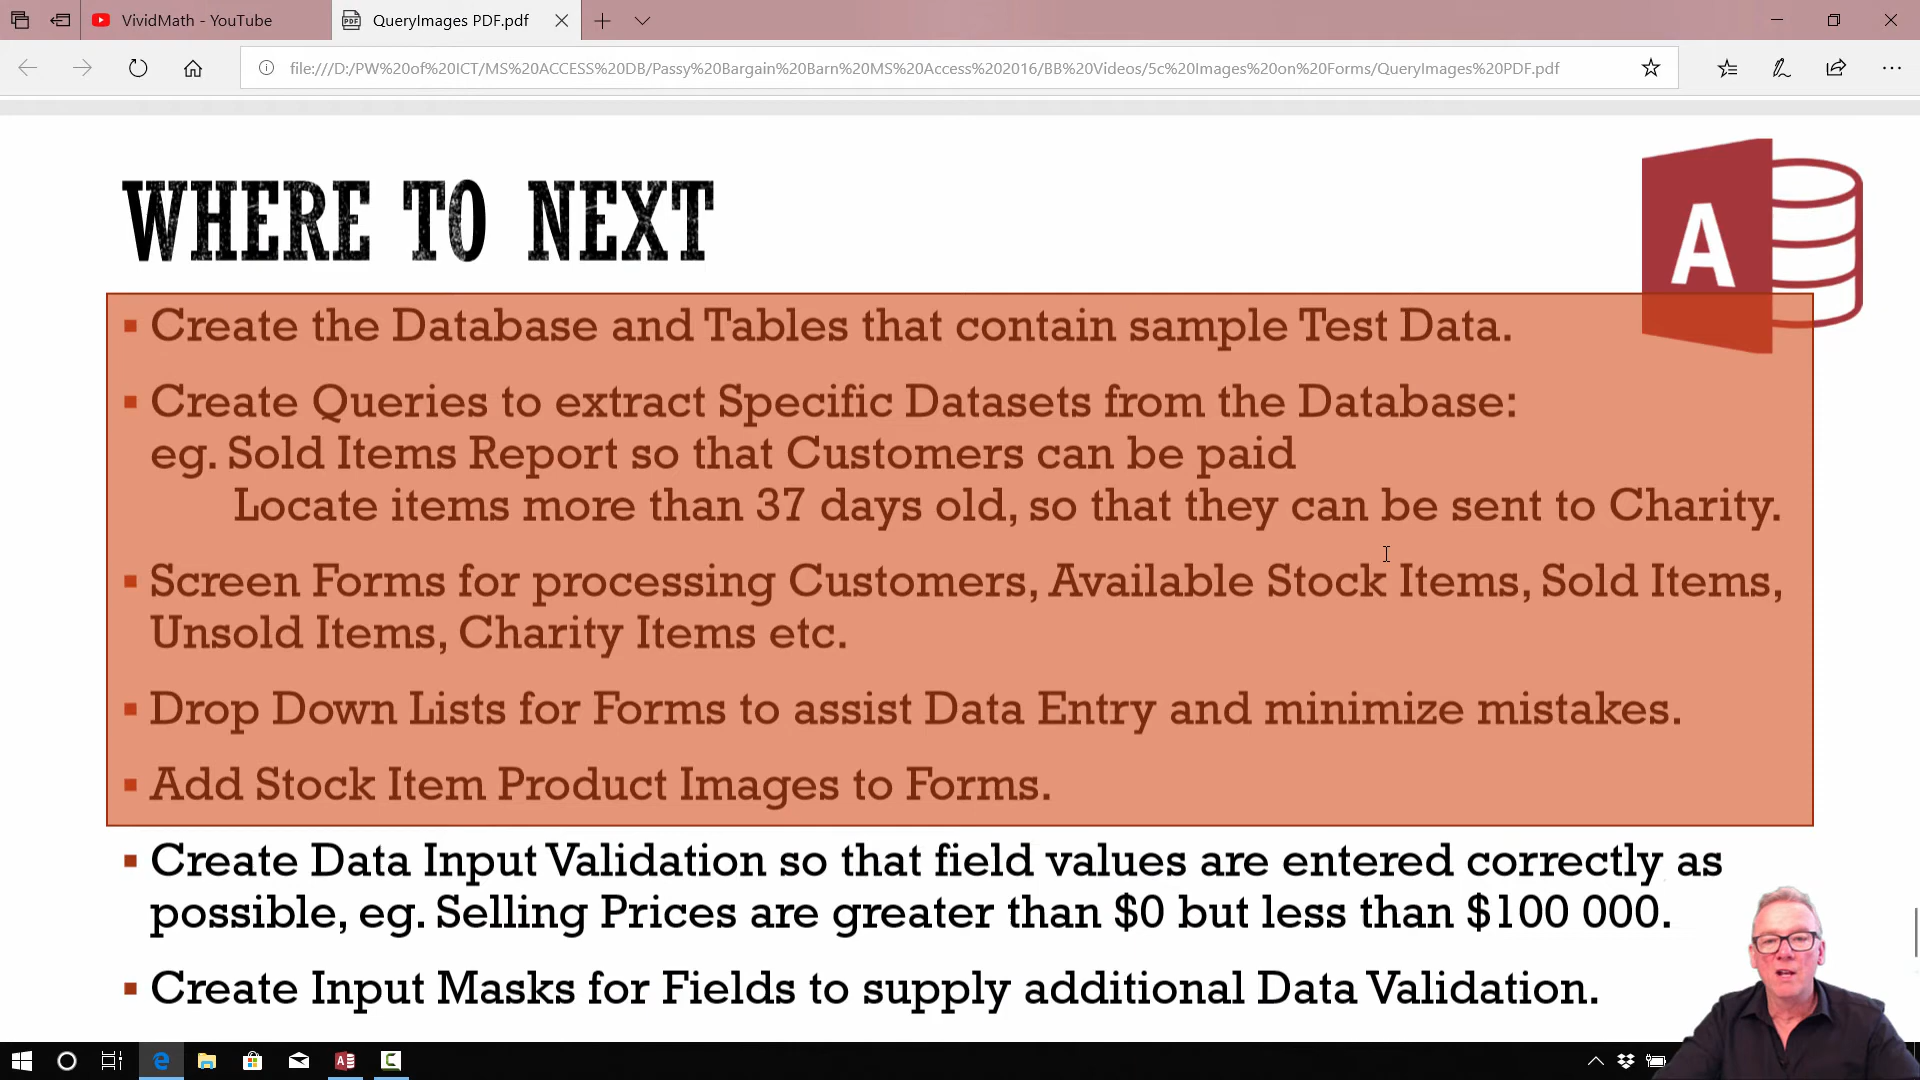 VividMath - YouTube
QueryImages PDF.pdf
file:///D:/PW%20of%20ICT/MS%20ACCESS%20DB/Passy%20Bargain%20Barn%20MS%20Access%202016/BB%20Videos/5c%20Images%20on%20Forms/QueryImages%20PDF.pdf
WHERE TO NEXT
A
▪ Create the Database and Tables that contain sample Test Data.
▪ Create Queries to extract Specific Datasets from the Database:
eg. Sold Items Report so that Customers can be paid
Locate items more than 37 days old, so that they can be sent to Charity.
▪ Screen Forms for processing Customers, Available Stock Items, Sold Items,
Unsold Items, Charity Items etc.
▪ Drop Down Lists for Forms to assist Data Entry and minimize mistakes.
▪ Add Stock Item Product Images to Forms.
▪ Create Data Input Validation so that field values are entered correctly as
possible, eg. Selling Prices are greater than $0 but less than $100 000.
▪ Create Input Masks for Fields to supply additional Data Validation.